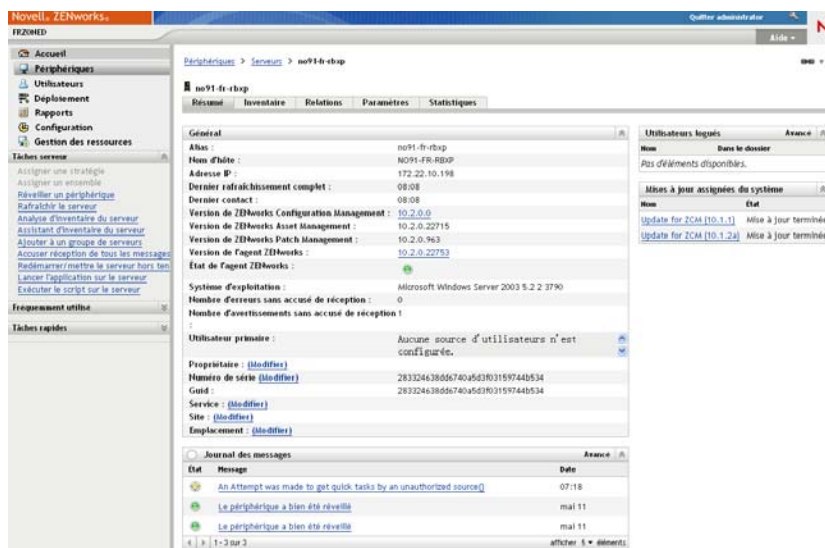 Novell. ZENworks.
Quitter administrator
FRZONED
Aide
Accueil
Périphériques
Utilisateurs
Déploiement
Rapports
Configuration
Gestion des ressources
Tâches serveur
Assigner une stratégie
Assigner un ensemble
Réveiller un périphérique
Rafraîchir le serveur
Analyse d'inventaire du serveur
Assistant d'inventaire du serveur
Ajouter à un groupe de serveurs
Accuser réception de tous les messages
Redémarrer/mettre le serveur hors ten
Lancer l'application sur le serveur
Exécuter le script sur le serveur
Fréquemment utilisé
Tâches rapides
Périphériques > Serveurs > no91-fr-rbxp
no91-fr-rbxp
Résumé Inventaire Relations Paramètres Statistiques
Général
Alias : no91-fr-rbxp
Nom d'hôte : NO91-FR-RBXP
Adresse IP : 172.22.10.198
Dernier rafraîchissement complet : 08:08
Dernier contact : 08:08
Version de ZENworks Configuration Management : 10.2.0.0
Version de ZENworks Asset Management : 10.2.0.22715
Version de ZENworks Patch Management : 10.2.0.963
Version de l'agent ZENworks : 10.2.0.22753
État de l'agent ZENworks :
Système d'exploitation : Microsoft Windows Server 2003 5.2 2 3790
Nombre d'erreurs sans accusé de réception : 0
Nombre d'avertissements sans accusé de réception 1
:
Utilisateur primaire : Aucune source d'utilisateurs n'est
configurée.
Propriétaire : (Modifier)
Numéro de série (Modifier) 283324638dd6740a5d3f03159744b534
Guid : 283324638dd6740a5d3f03159744b534
Service : (Modifier)
Site : (Modifier)
Emplacement : (Modifier)
Journal des messages Avancé
État Message Date
An Attempt was made to get quick tasks by an unauthorized source() 07:18
Le périphérique a bien été réveillé mai 11
Le périphérique a bien été réveillé mai 11
1 - 3 sur 3 afficher 5 éléments
Utilisateurs logués Avancé
Nom Dans le dossier
Pas d'éléments disponibles.
Mises à jour assignées du système
Nom État
Update for ZCM (10.1.1) Mise à jour terminée
Update for ZCM (10.1.2a) Mise à jour terminée